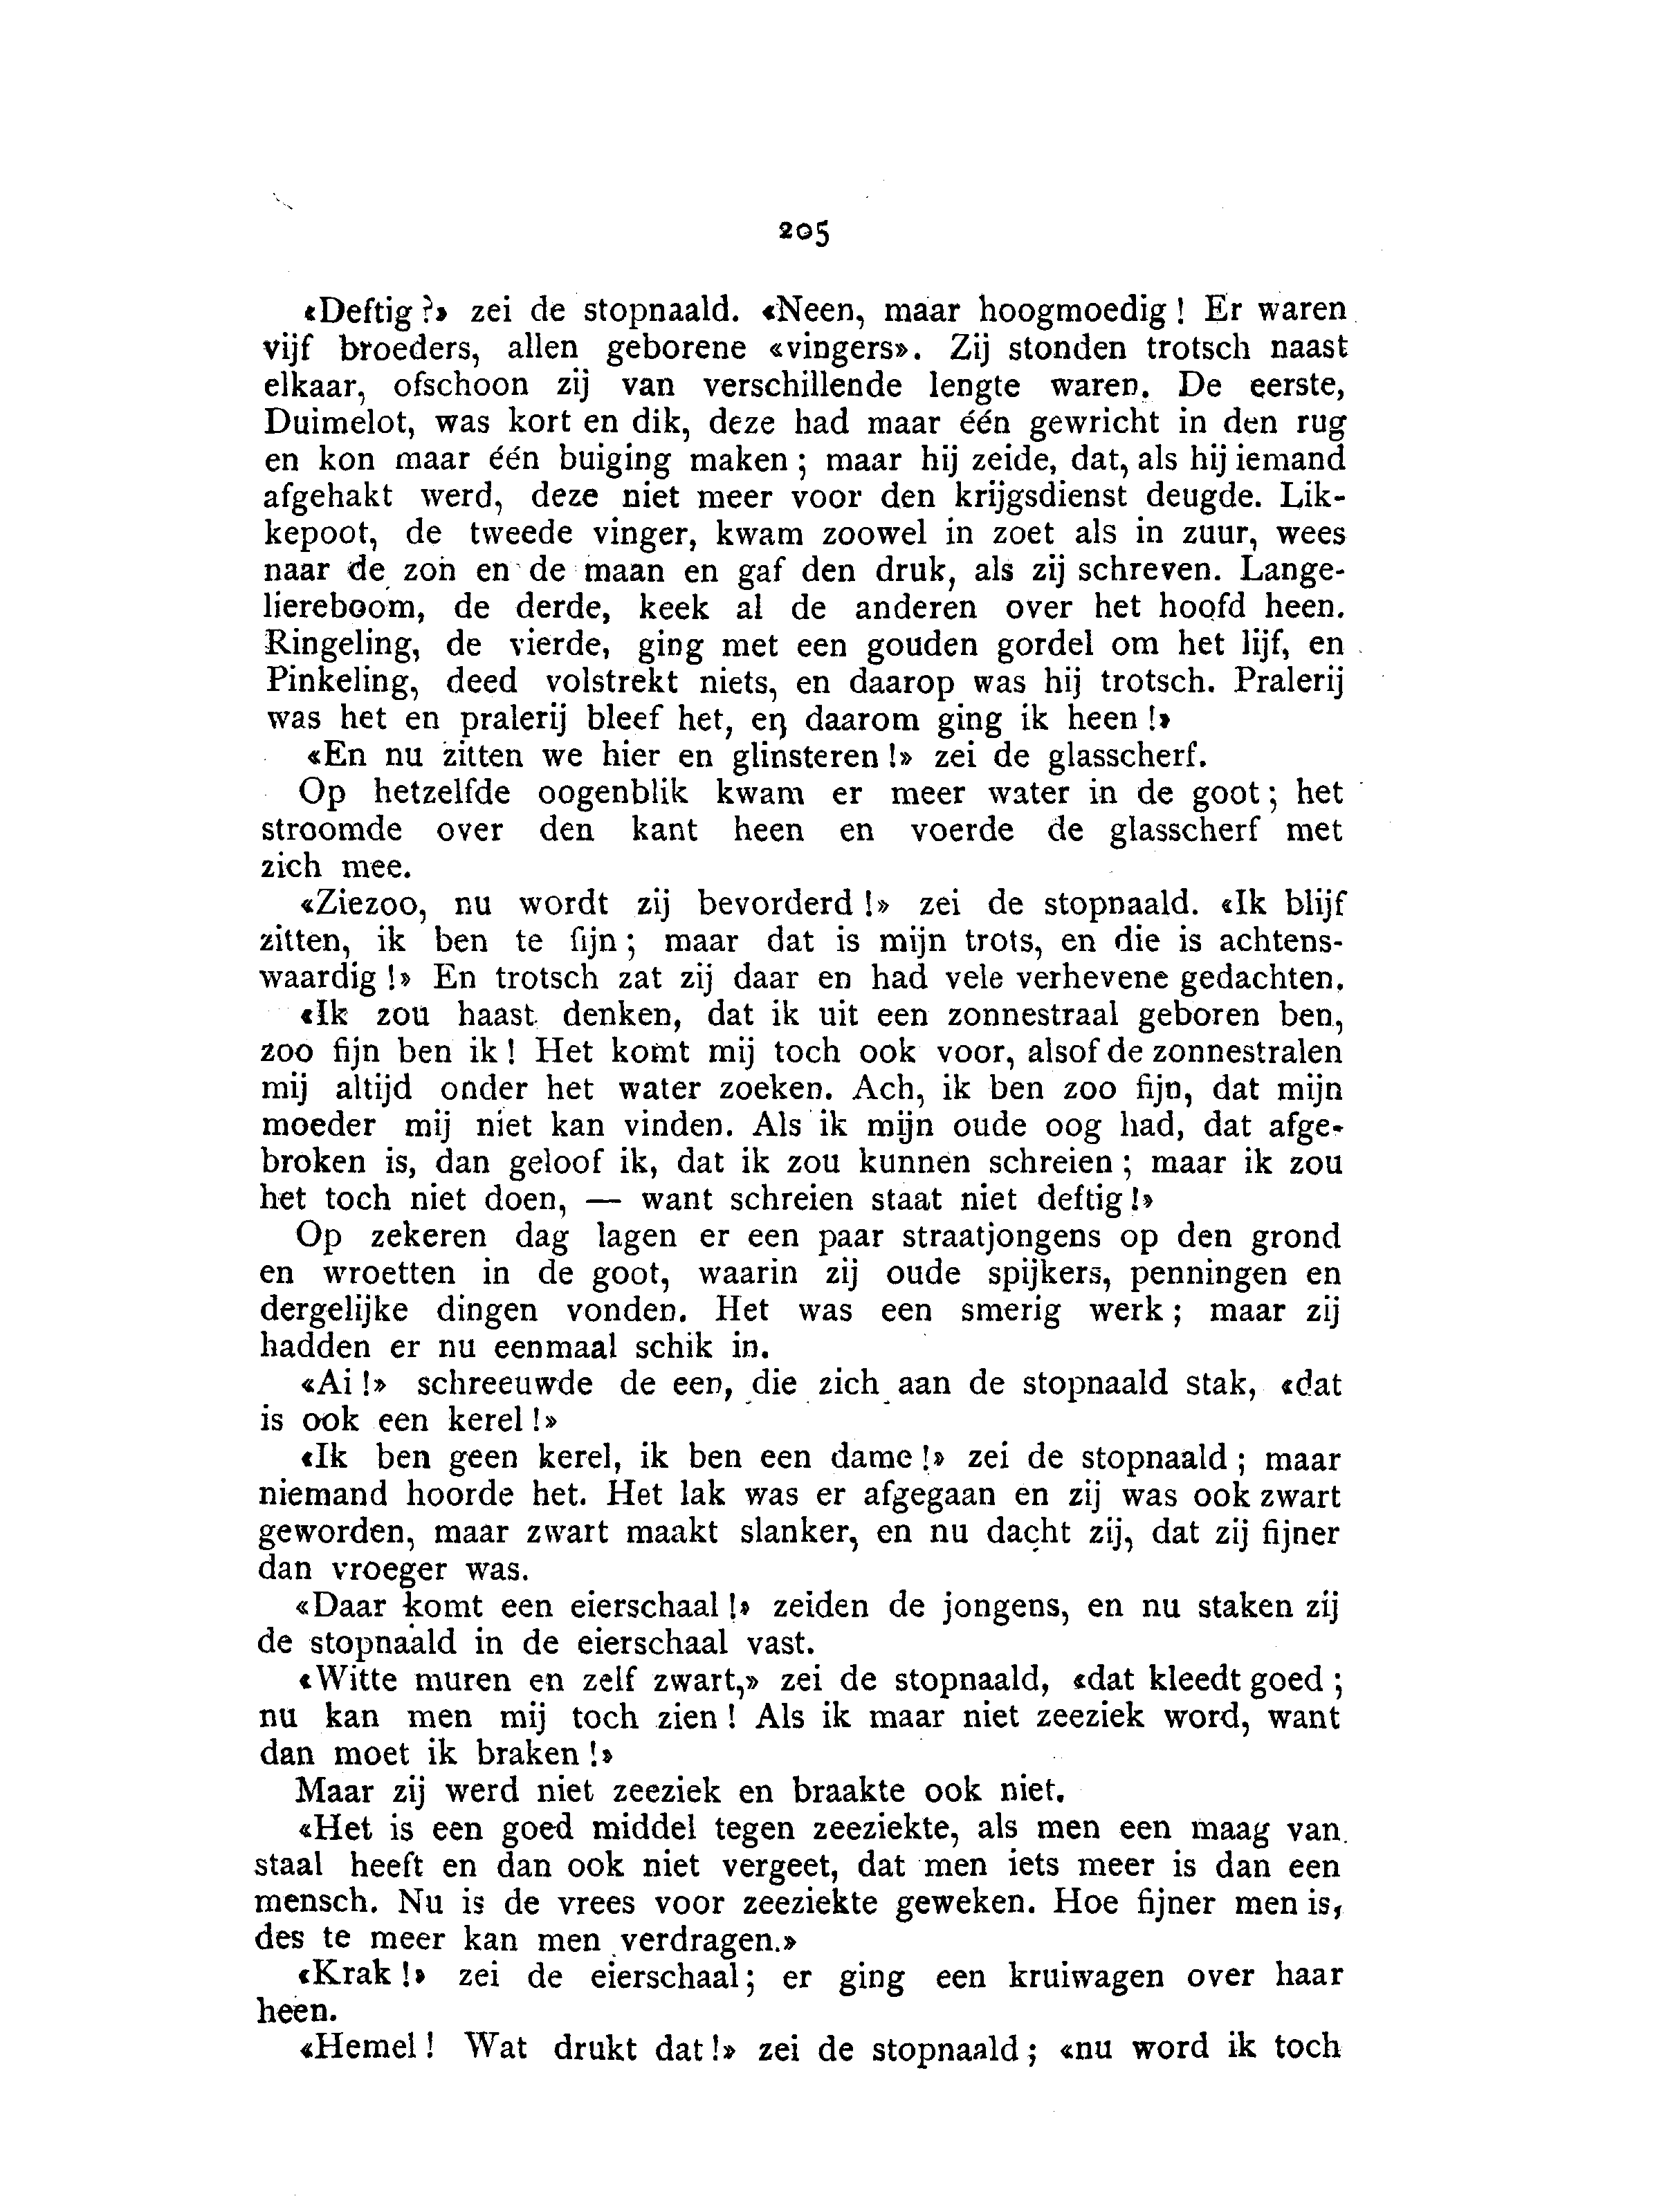 205
«Deftig?» zei de stopnaald. «Neen, maar hoogmoedig! Er waren
vijf broeders, allen geborene «vingers». Zij stonden trotsch naast
elkaar, ofschoon zij van verschillende lengte waren. De eerste,
Duimelot, was kort en dik, deze had maar één gewricht in den rug
en kon maar één buiging maken; maar hij zeide, dat, als hij iemand
afgehakt werd, deze niet meer voor den krijgsdienst deugde. Lik-
kepoot, de tweede vinger, kwam zoowel in zoet als in zuur, wees
naar de zon en de maan en gaf den druk, als zij schreven. Lange-
liereboom, de derde, keek al de anderen over het hoofd heen.
Ringeling, de vierde, ging met een gouden gordel om het lijf, en
Pinkeling, deed volstrekt niets, en daarop was hij trotsch. Pralerij
was het en pralerij bleef het, en daarom ging ik heen!»
«En nu zitten we hier en glinsteren!» zei de glasscherf.
Op hetzelfde oogenblik kwam er meer water in de goot; het
stroomde over den kant heen en voerde de glasscherf met
zich mee.
«Ziezoo, nu wordt zij bevorderd!» zei de stopnaald. «Ik blijf
zitten, ik ben te fijn; maar dat is mijn trots, en die is achtens-
waardig!» En trotsch zat zij daar en had vele verhevene gedachten.
«Ik zou haast denken, dat ik uit een zonnestraal geboren ben,
zoo fijn ben ik! Het komt mij toch ook voor, alsof de zonnestralen
mij altijd onder het water zoeken. Ach, ik ben zoo fijn, dat mijn
moeder mij niet kan vinden. Als ik mijn oude oog had, dat afge-
broken is, dan geloof ik, dat ik zou kunnen schreien; maar ik zou
het toch niet doen, — want schreien staat niet deftig!»
Op zekeren dag lagen er een paar straatjongens op den grond
en wroetten in de goot, waarin zij oude spijkers, penningen en
dergelijke dingen vonden. Het was een smerig werk; maar zij
hadden er nu eenmaal schik in.
«Ai!» schreeuwde de een, die zich aan de stopnaald stak, «dat
is ook een kerel!»
«Ik ben geen kerel, ik ben een dame!» zei de stopnaald; maar
niemand hoorde het. Het lak was er afgegaan en zij was ook zwart
geworden, maar zwart maakt slanker, en nu dacht zij, dat zij fijner
dan vroeger was.
«Daar komt een eierschaal!» zeiden de jongens, en nu staken zij
de stopnaald in de eierschaal vast.
«Witte muren en zelf zwart,» zei de stopnaald, «dat kleedt goed;
nu kan men mij toch zien! Als ik maar niet zeeziek word, want
dan moet ik braken!»
Maar zij werd niet zeeziek en braakte ook niet.
«Het is een goed middel tegen zeeziekte, als men een maag van
staal heeft en dan ook niet vergeet, dat men iets meer is dan een
mensch. Nu is de vrees voor zeeziekte geweken. Hoe fijner men is,
des te meer kan men verdragen.»
«Krak!» zei de eierschaal; er ging een kruiwagen over haar
heen.
«Hemel! Wat drukt dat!» zei de stopnaald; «nu word ik toch